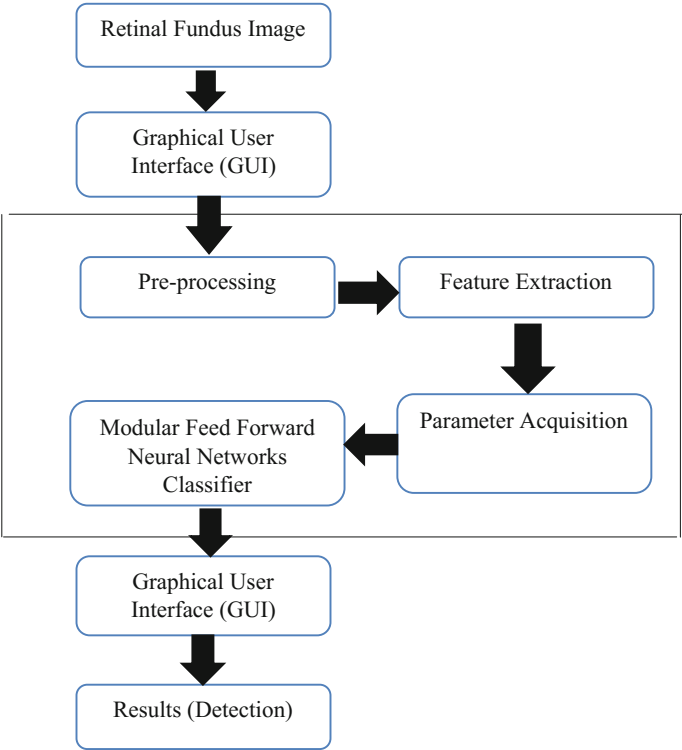 Retinal Fundus Image
Graphical User
Interface (GUI)
Pre-processing
Feature Extraction
Parameter Acquisition
Modular Feed Forward
Neural Networks
Classifier
Graphical User
Interface (GUI)
Results (Detection)